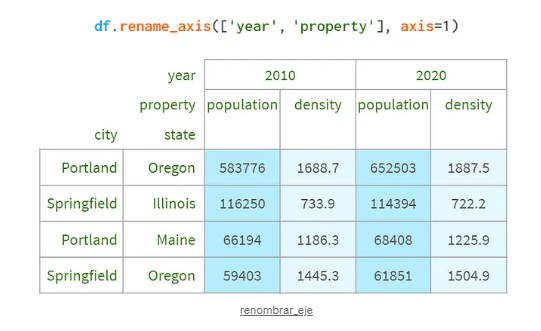 df.rename_axis(['year', 'property'], axis=1)
year 2010 2020
property population density population density
city state
Portland Oregon 583776 1688.7 652503 1887.5
Springfield Illinois 116250 733.9 114394 722.2
Portland Maine 66194 1186.3 68408 1225.9
Springfield Oregon 59403 1445.3 61851 1504.9
renombrar_eje